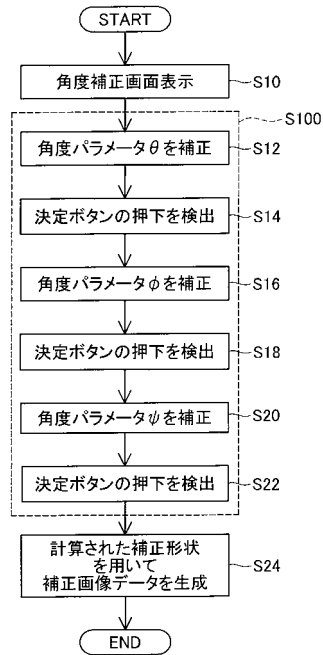 START
角度補正画面表示
S10
S100
角度パラメータθを補正
S12
決定ボタンの押下を検出
S14
角度パラメータφを補正
S16
決定ボタンの押下を検出
S18
角度パラメータψを補正
S20
決定ボタンの押下を検出
S22
計算された補正形状
を用いて
補正画像データを生成
S24
END